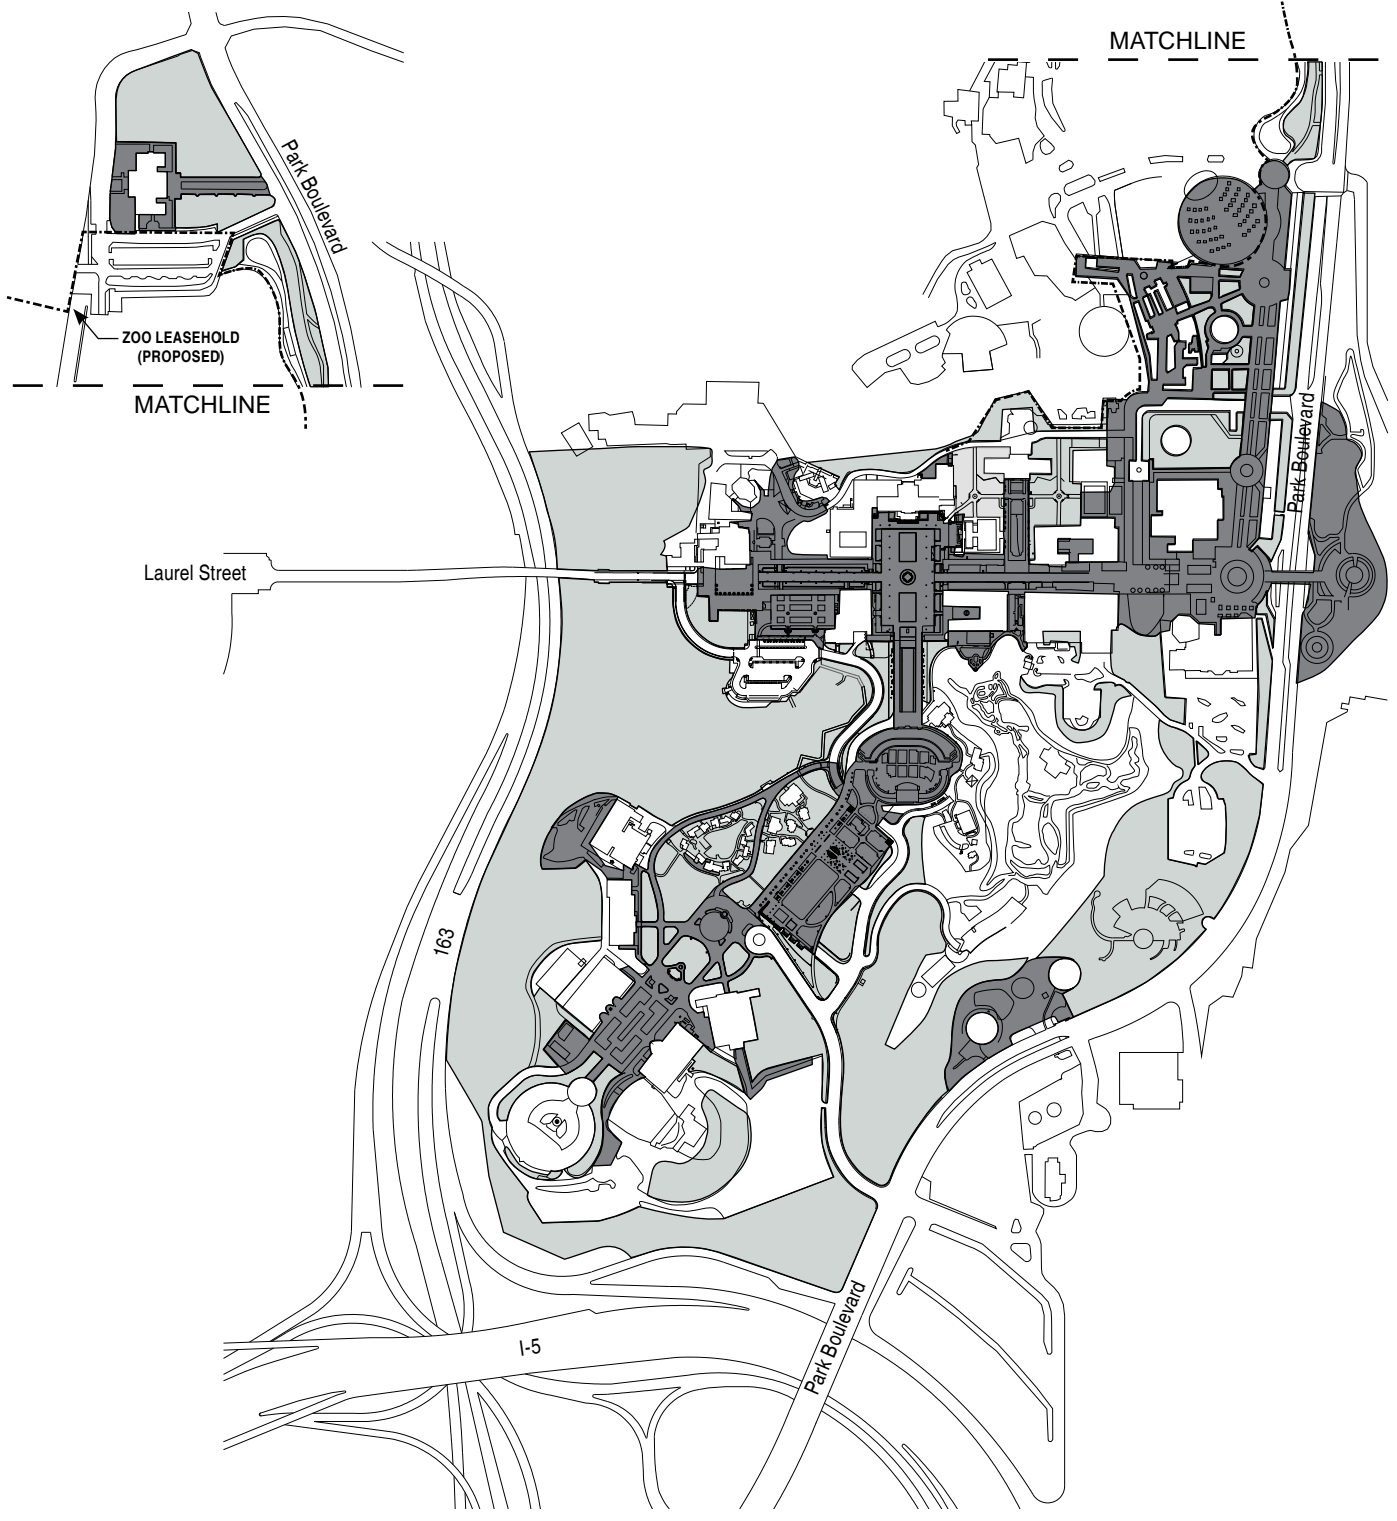 MATCHLINE
Park Boulevard
ZOO LEASEHOLD
(PROPOSED)
MATCHLINE
Park Boulevard
Laurel Street
163
I-5
Park Boulevard